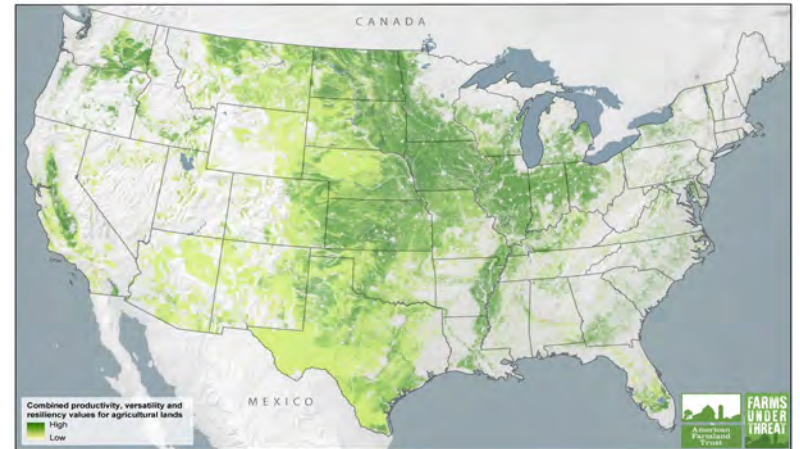 CANADA
MEXICO
Combined productivity, versatility and
resiliency values for agricultural lands
High
Low
American
Farmland
Trust
FARMS
UNDER
THREAT